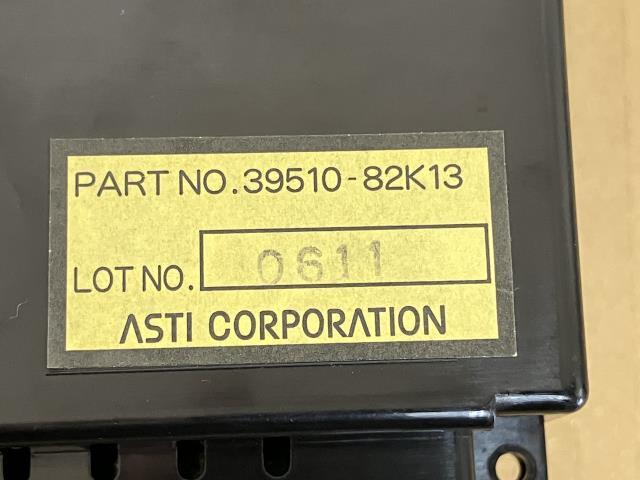 PART NO.39510-82K13
LOT NO. 0611
ASTI CORPORATION